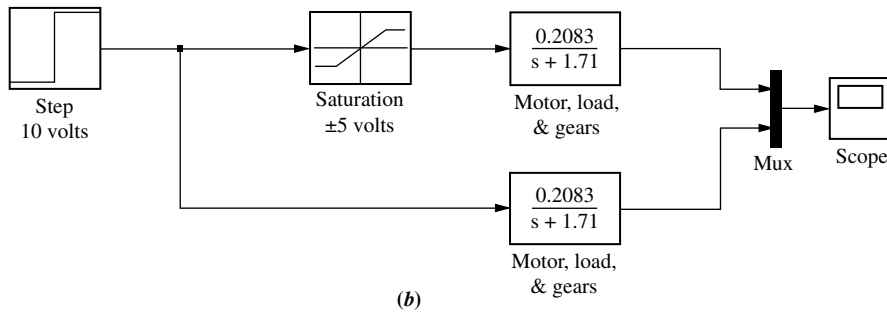 Step
10 volts
Saturation
±5 volts
0.2083
s + 1.71
Motor, load,
& gears
Mux
Scope
0.2083
s + 1.71
Motor, load,
& gears
(b)